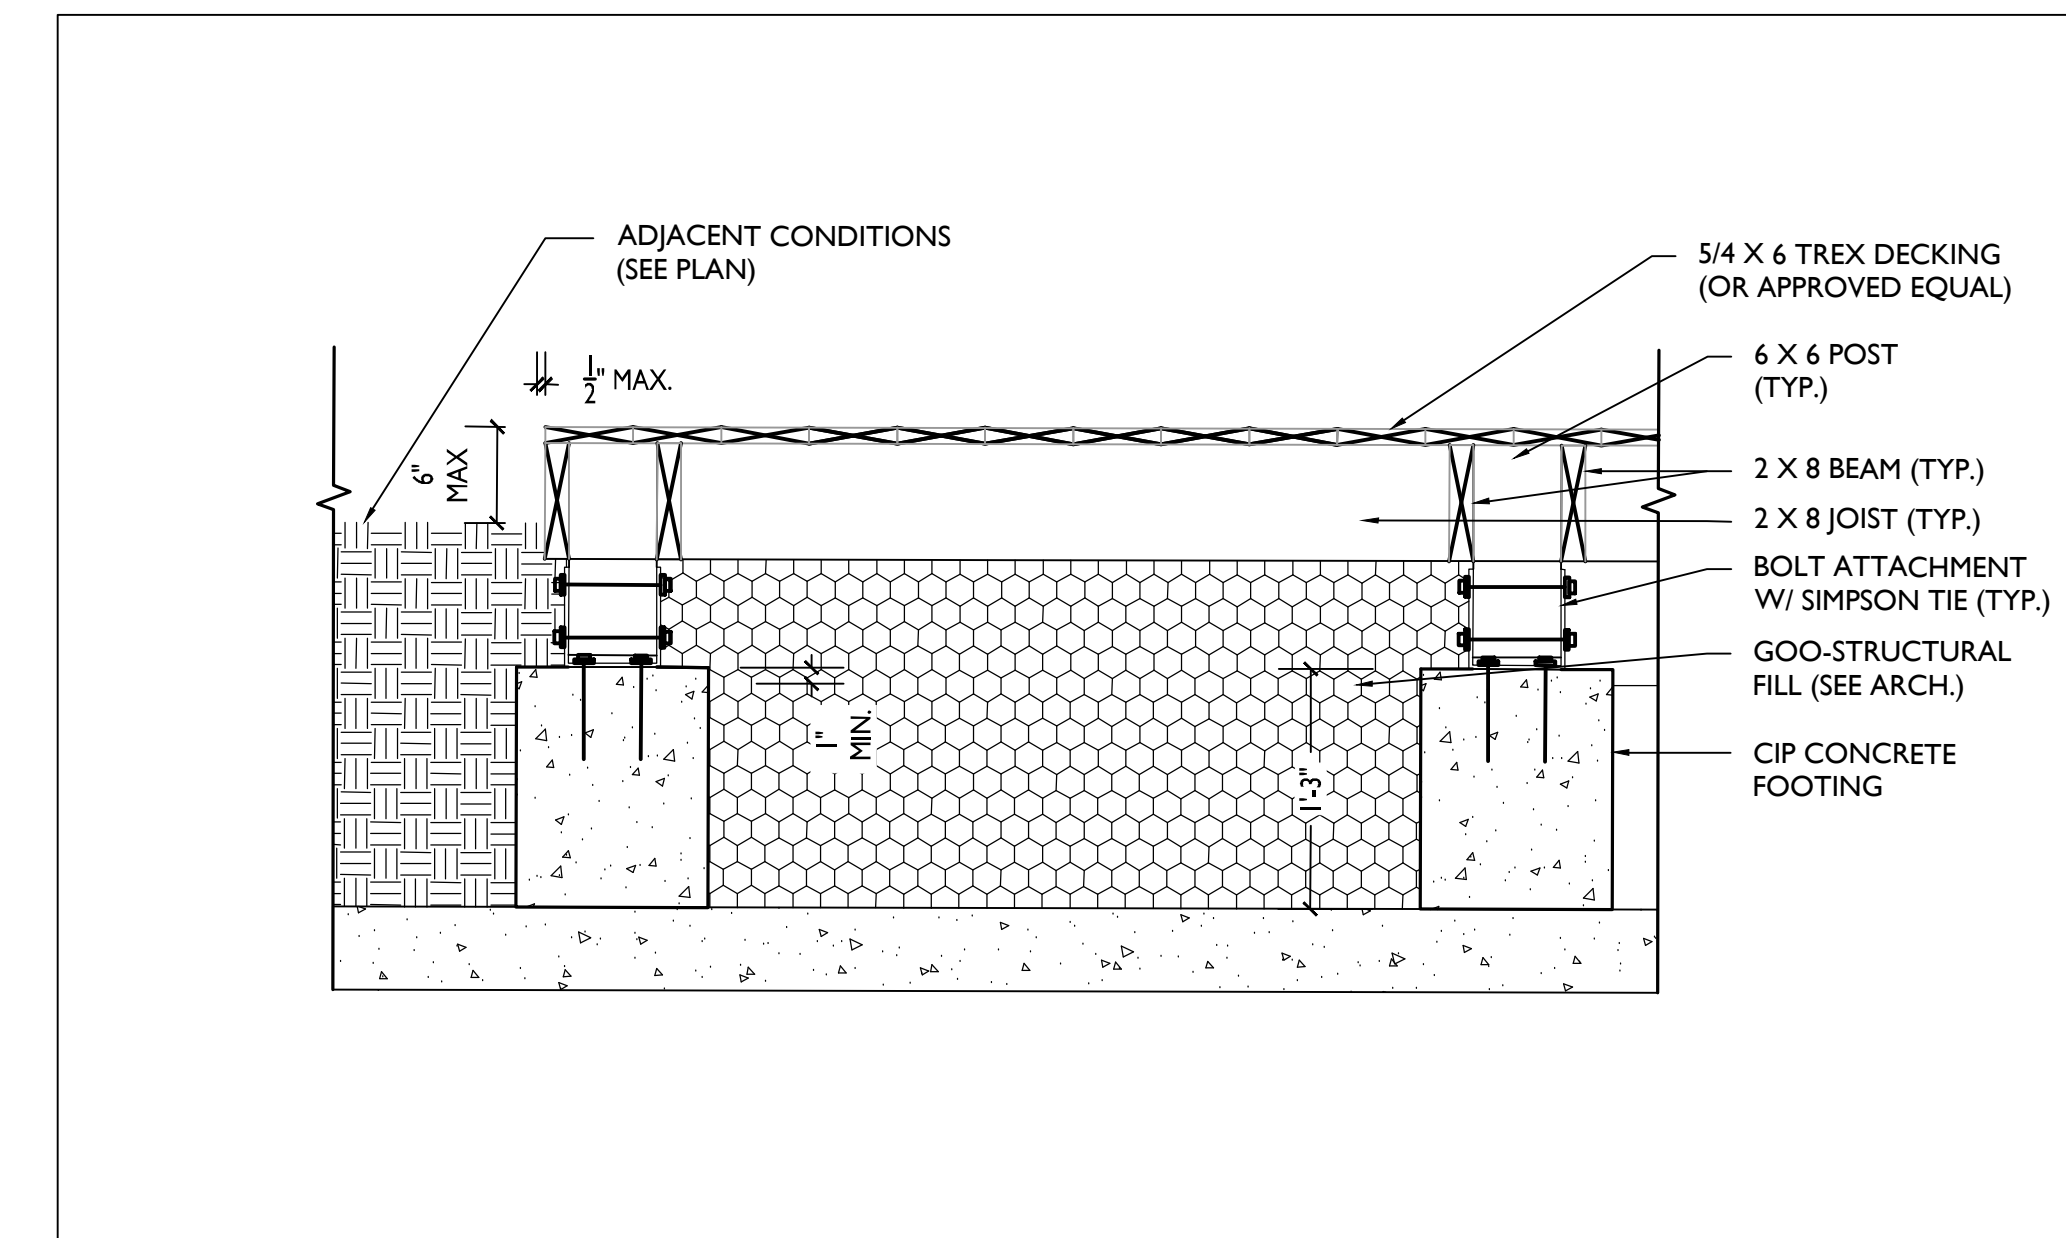 ADJACENT CONDITIONS
(SEE PLAN)
5/4 X 6 TREX DECKING
(OR APPROVED EQUAL)
6 X 6 POST
(TYP.)
1/2" MAX.
6"
MAX
2 X 8 BEAM (TYP.)
2 X 8 JOIST (TYP.)
BOLT ATTACHMENT
W/ SIMPSON TIE (TYP.)
GOO-STRUCTURAL
FILL (SEE ARCH.)
1"
MIN.
1'-3"
CIP CONCRETE
FOOTING